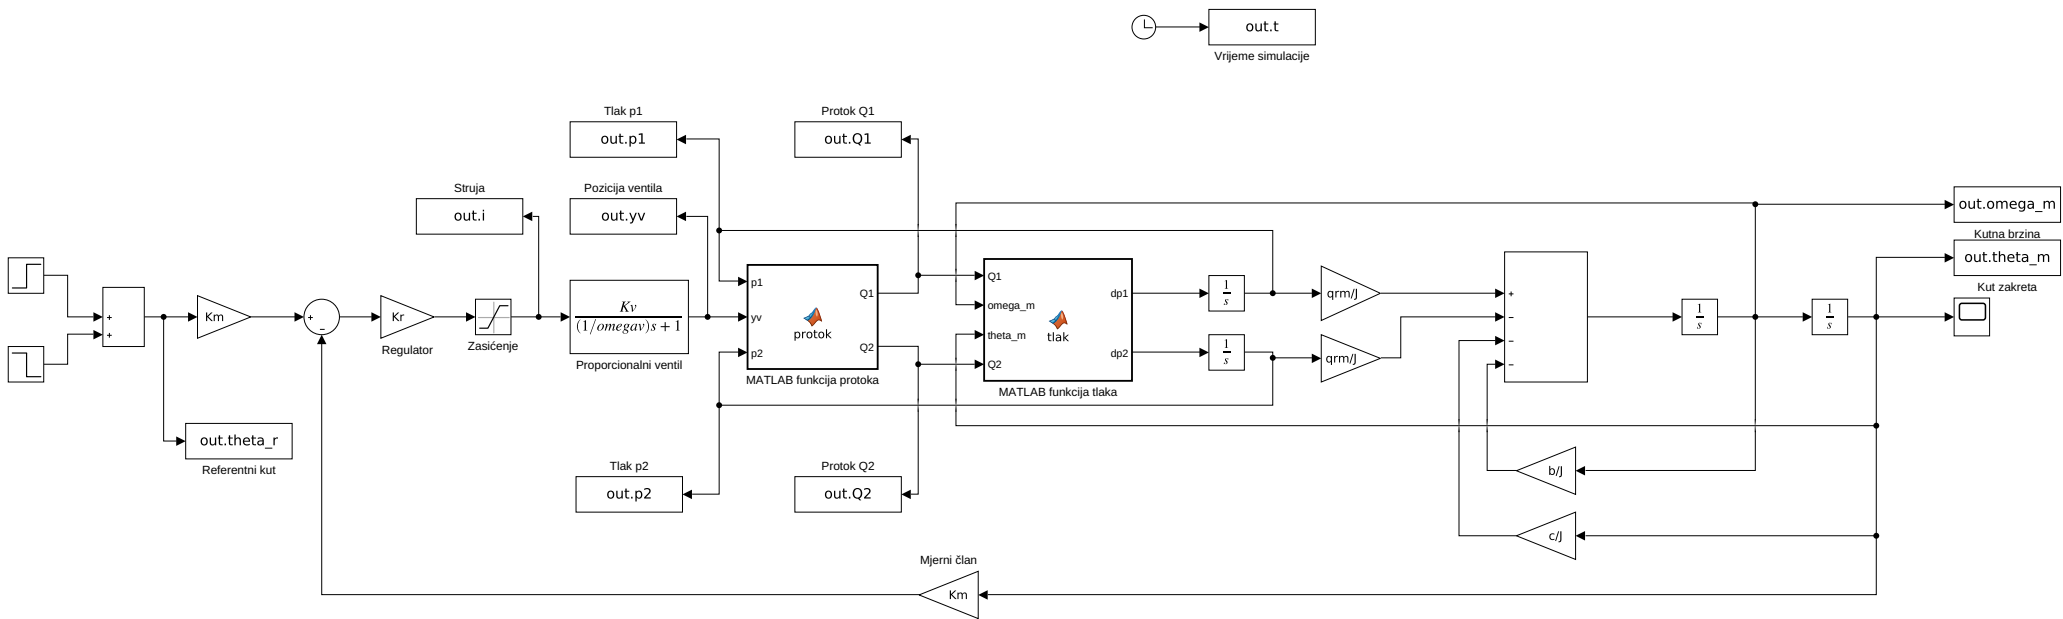 out.t
Vrijeme simulacije
Tlak p1
out.p1
Protok Q1
out.Q1
Struja
out.i
Pozicija ventila
out.yv
out.omega_m
Kutna brzina
out.theta_m
Kut zakreta
+
+
Km
+
−
Kr
Regulator
Zasićenje
Kv
(1/omegav)s + 1
Proporcionalni ventil
p1
yv
p2
protok
Q1
Q2
MATLAB funkcija protoka
Q1
omega_m
theta_m
Q2
tlak
dp1
dp2
MATLAB funkcija tlaka
1
s
1
s
qrm/J
qrm/J
+
−
−
−
1
s
1
s
out.theta_r
Referentni kut
Tlak p2
out.p2
Protok Q2
out.Q2
b/J
c/J
Mjerni član
Km